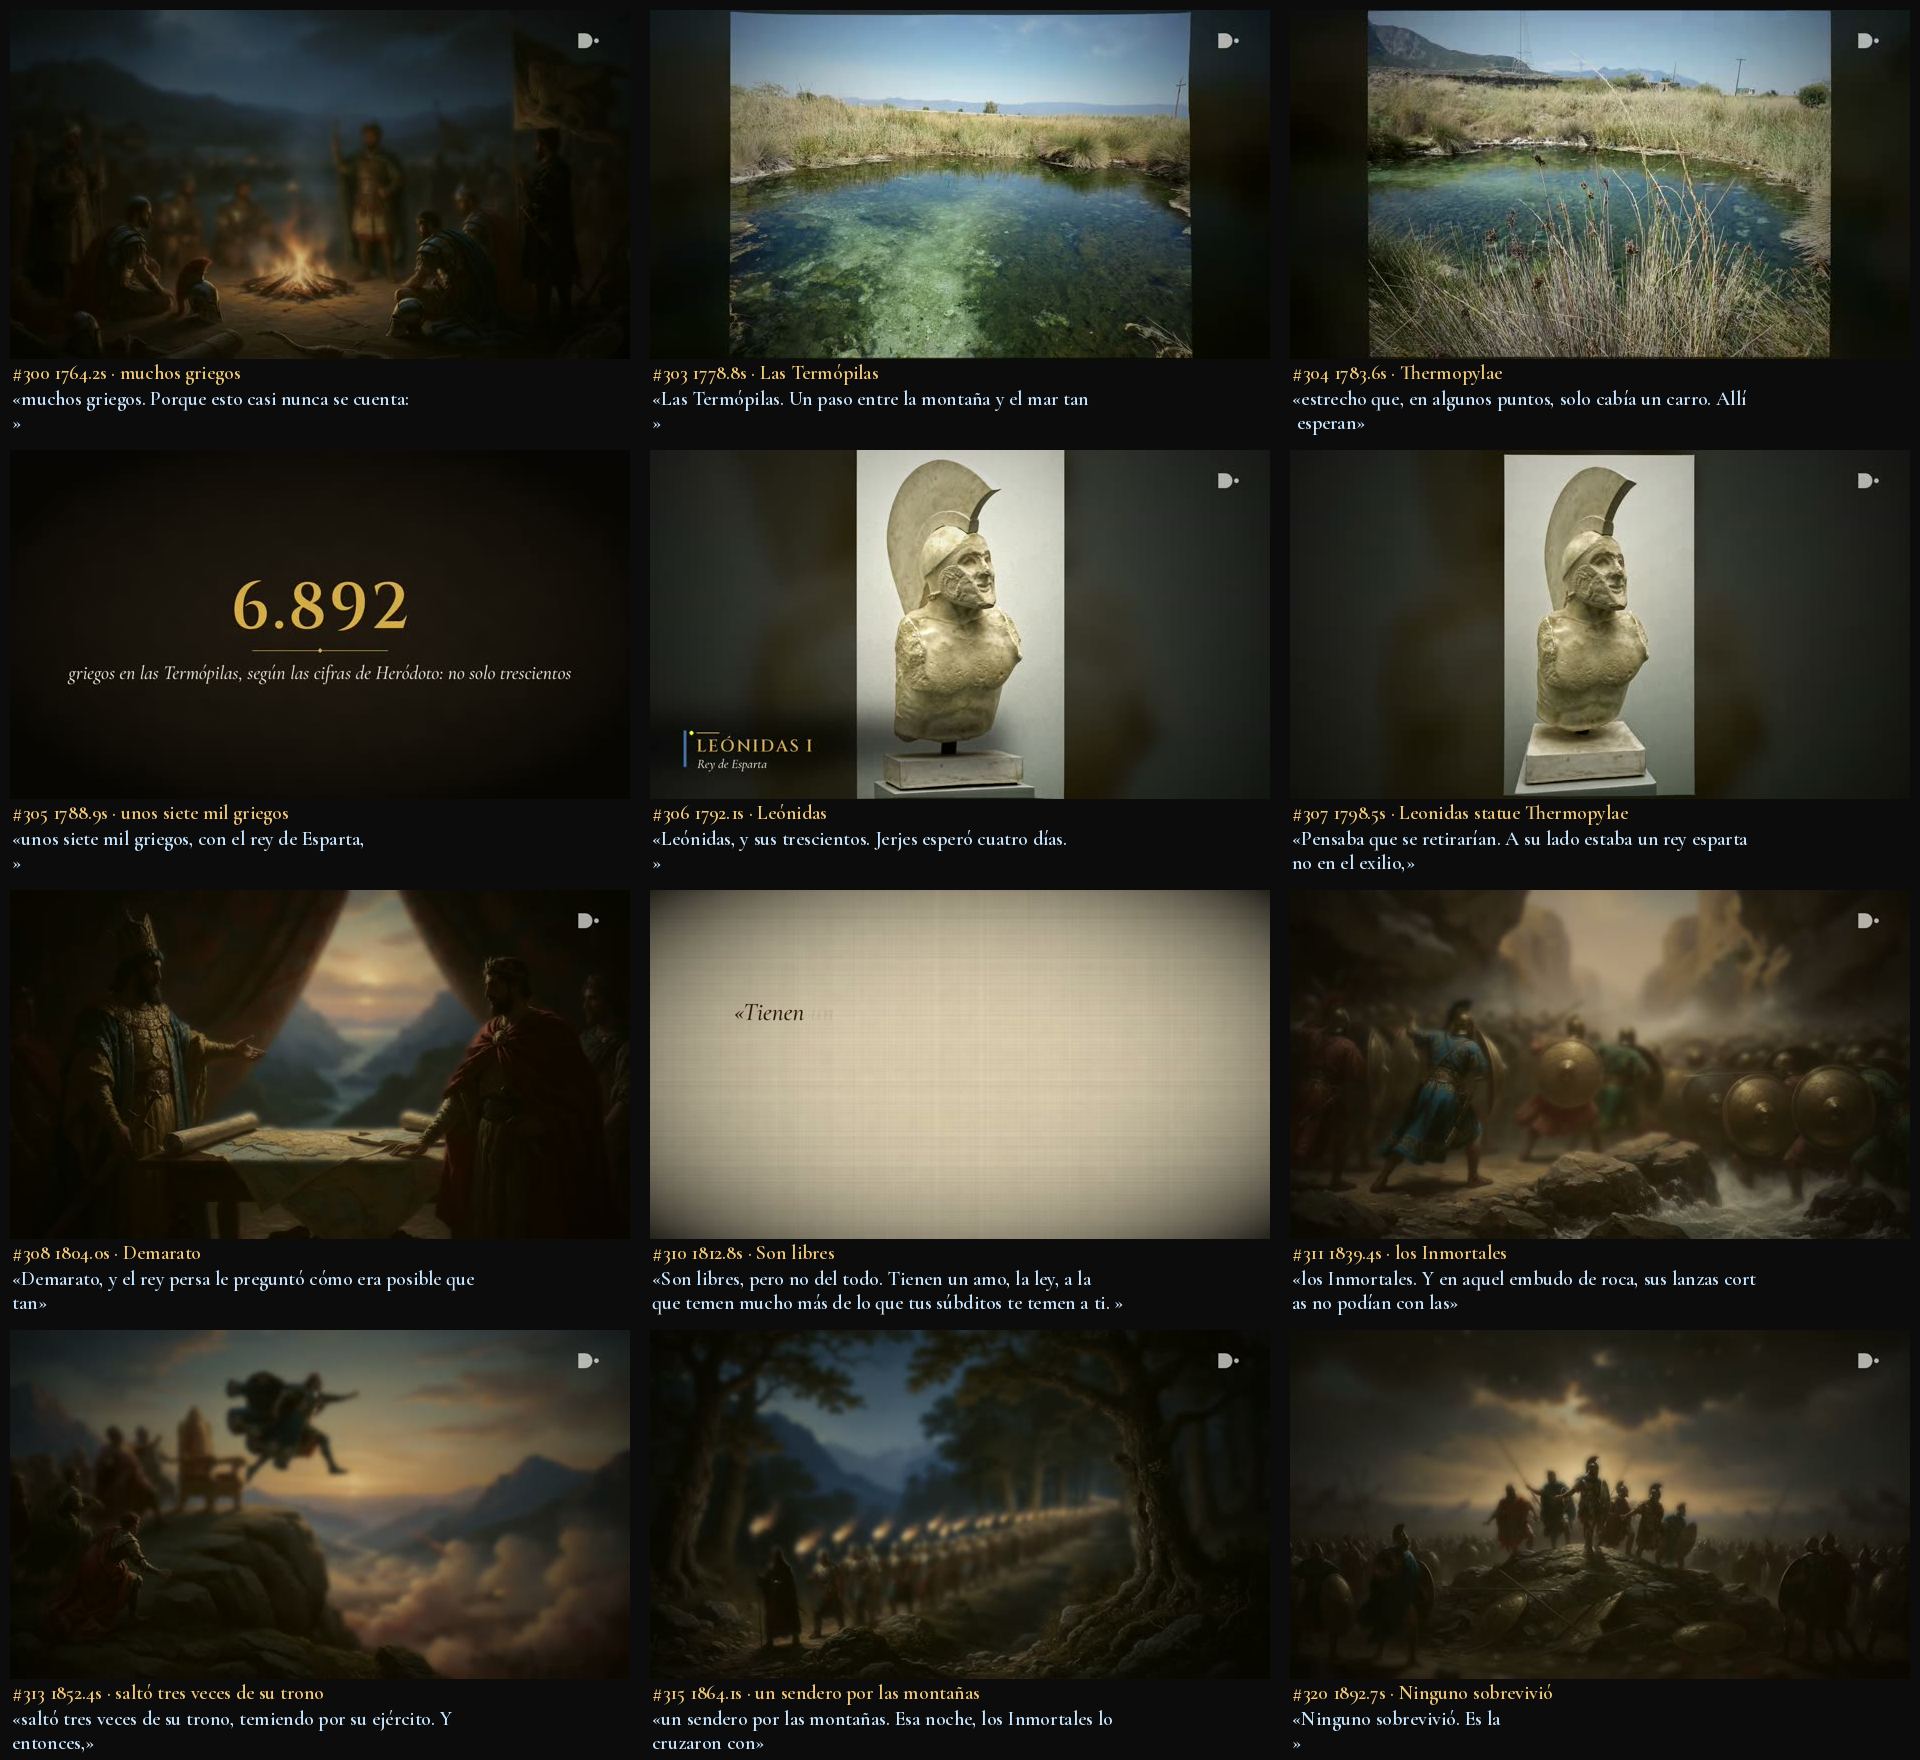 #300 1764.2s · muchos griegos
«muchos griegos. Porque esto casi nunca se cuenta:
»
#303 1778.8s · Las Termópilas
«Las Termópilas. Un paso entre la montaña y el mar tan
»
#304 1783.6s · Thermopylae
«estrecho que, en algunos puntos, solo cabía un carro. Allí
esperan»
6.892
griegos en las Termópilas, según las cifras de Heródoto: no solo trescientos
#305 1788.9s · unos siete mil griegos
«unos siete mil griegos, con el rey de Esparta,
»
LEÓNIDAS I
Rey de Esparta
#306 1792.1s · Leónidas
«Leónidas, y sus trescientos. Jerjes esperó cuatro días.
»
#307 1798.5s · Leonidas statue Thermopylae
«Pensaba que se retirarían. A su lado estaba un rey esparta
no en el exilio,»
#308 1804.0s · Demarato
«Demarato, y el rey persa le preguntó cómo era posible que
tan»
«Tienen un
#310 1812.8s · Son libres
«Son libres, pero no del todo. Tienen un amo, la ley, a la
que temen mucho más de lo que tus súbditos te temen a ti. »
#311 1839.4s · los Inmortales
«los Inmortales. Y en aquel embudo de roca, sus lanzas cort
as no podían con las»
#313 1852.4s · saltó tres veces de su trono
«saltó tres veces de su trono, temiendo por su ejército. Y
entonces,»
#315 1864.1s · un sendero por las montañas
«un sendero por las montañas. Esa noche, los Inmortales lo
cruzaron con»
#320 1892.7s · Ninguno sobrevivió
«Ninguno sobrevivió. Es la
»